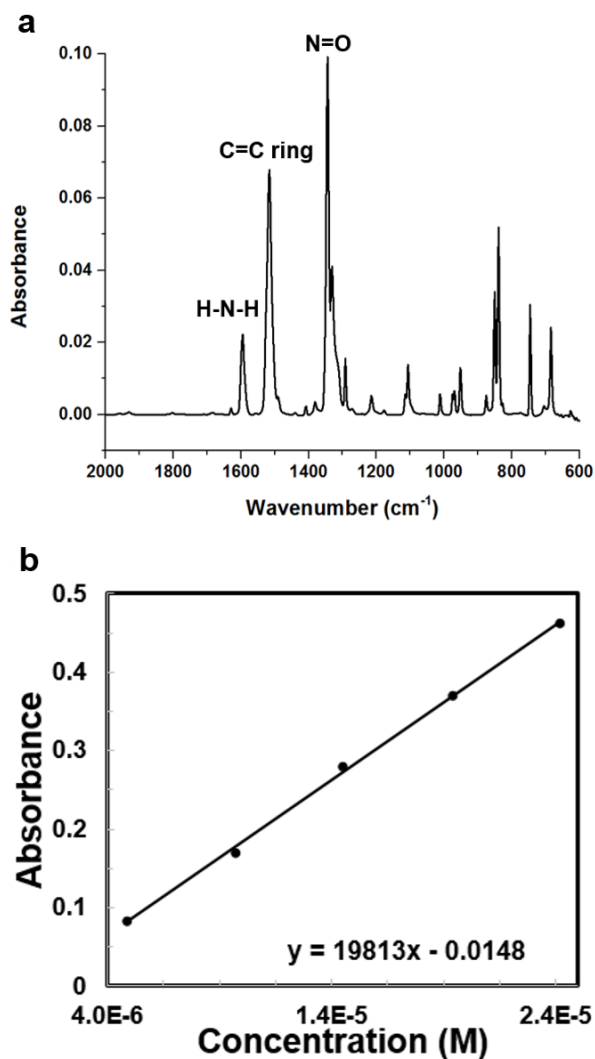 a
N=O
0.10
C=C ring
0.08
0.06
0.04
H-N-H
0.02
0.00
Absorbance
2000 1800 1600 1400 1200 1000 800 600
Wavenumber (cm⁻¹)
b
0.5
0.4
0.3
0.2
0.1
0
Absorbance
y = 19813x - 0.0148
4.0E-6 1.4E-5 2.4E-5
Concentration (M)